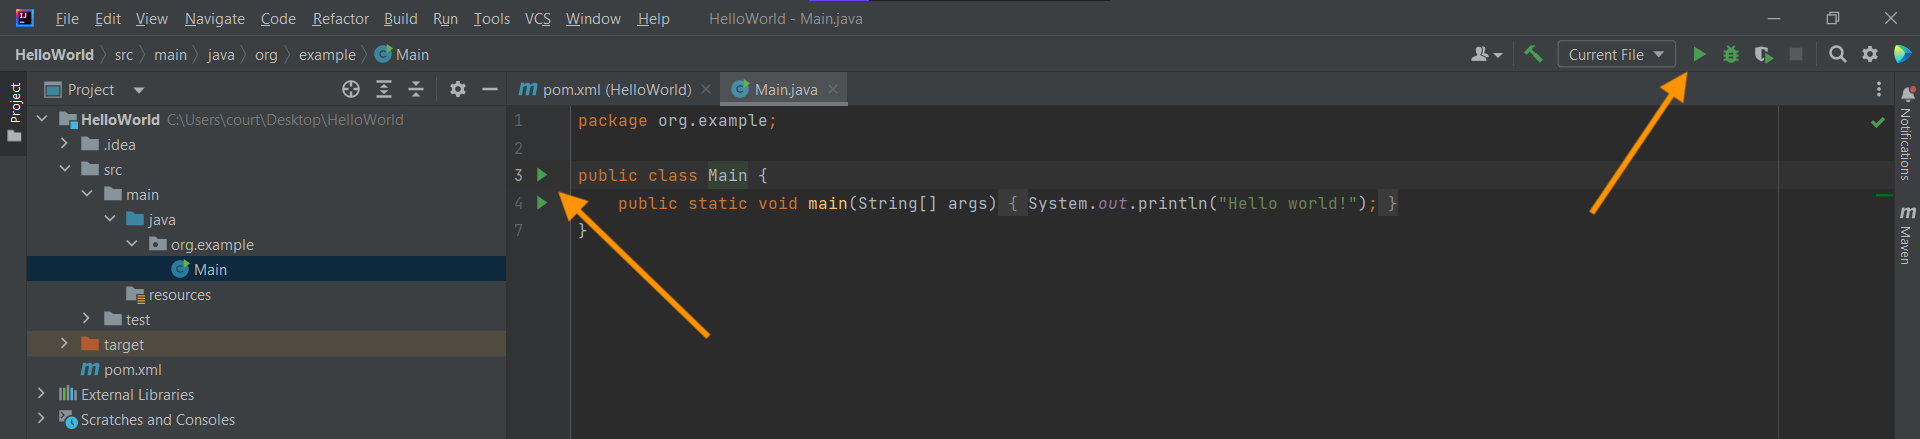 File Edit View Navigate Code Refactor Build Run Tools VCS Window Help HelloWorld - Main.java
HelloWorld src main java org example Main Current File
Project
Project
pom.xml (HelloWorld) Main.java
HelloWorld C:\Users\court\Desktop\HelloWorld
.idea
src
main
java
org.example
Main
resources
test
target
pom.xml
External Libraries
Scratches and Consoles
1 package org.example;
2
3 public class Main {
4 public static void main(String[] args) { System.out.println("Hello world!"); }
7 }
Notifications
Maven